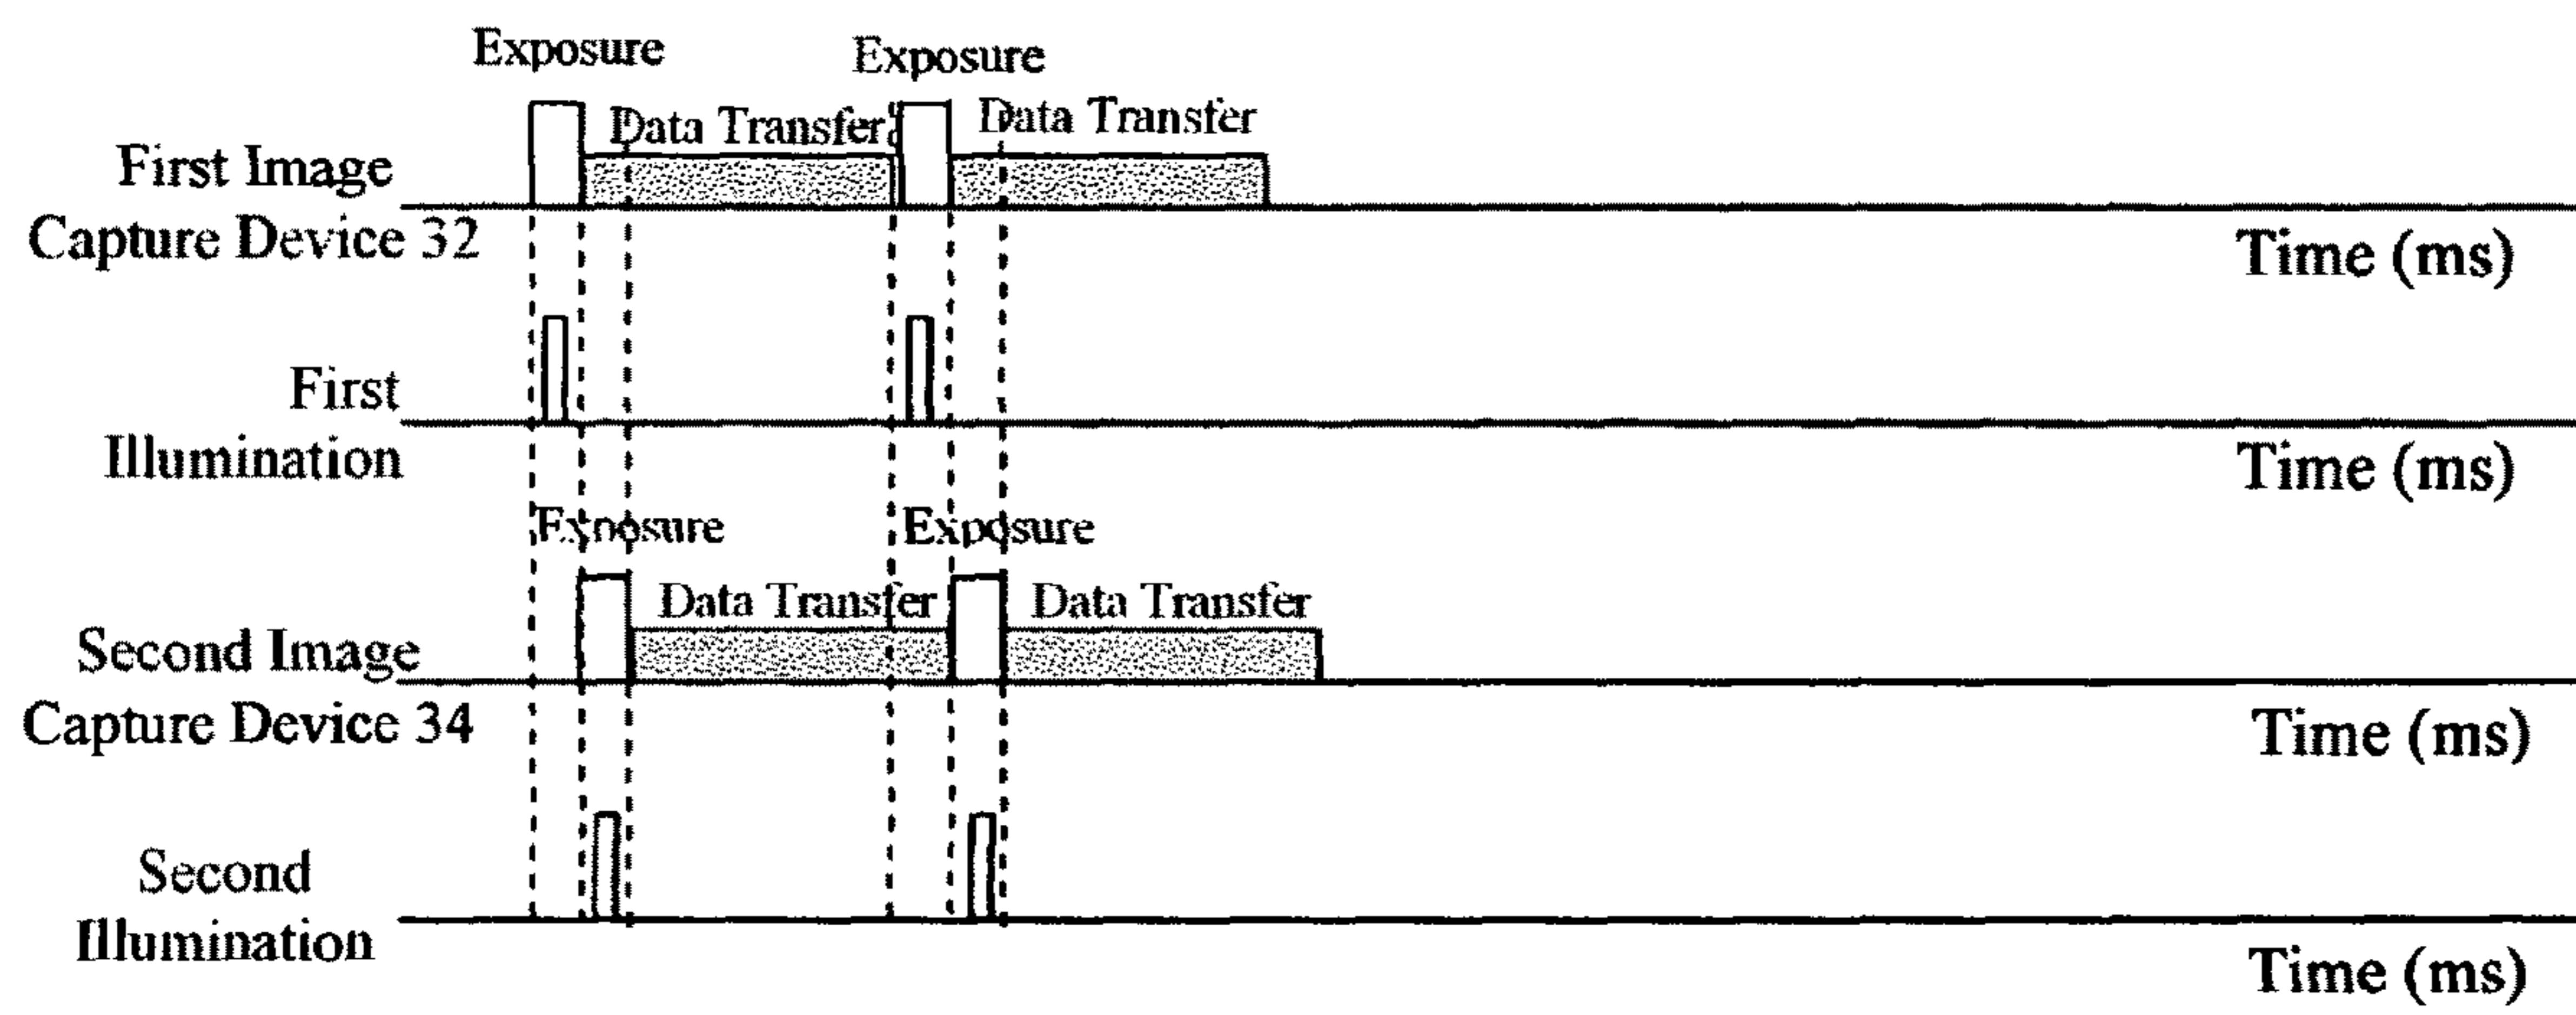 Exposure Exposure
Data Transfer Data Transfer
First Image
Capture Device 32
Time (ms)
First
Illumination
Time (ms)
Exposure Exposure
Data Transfer Data Transfer
Second Image
Capture Device 34
Time (ms)
Second
Illumination
Time (ms)